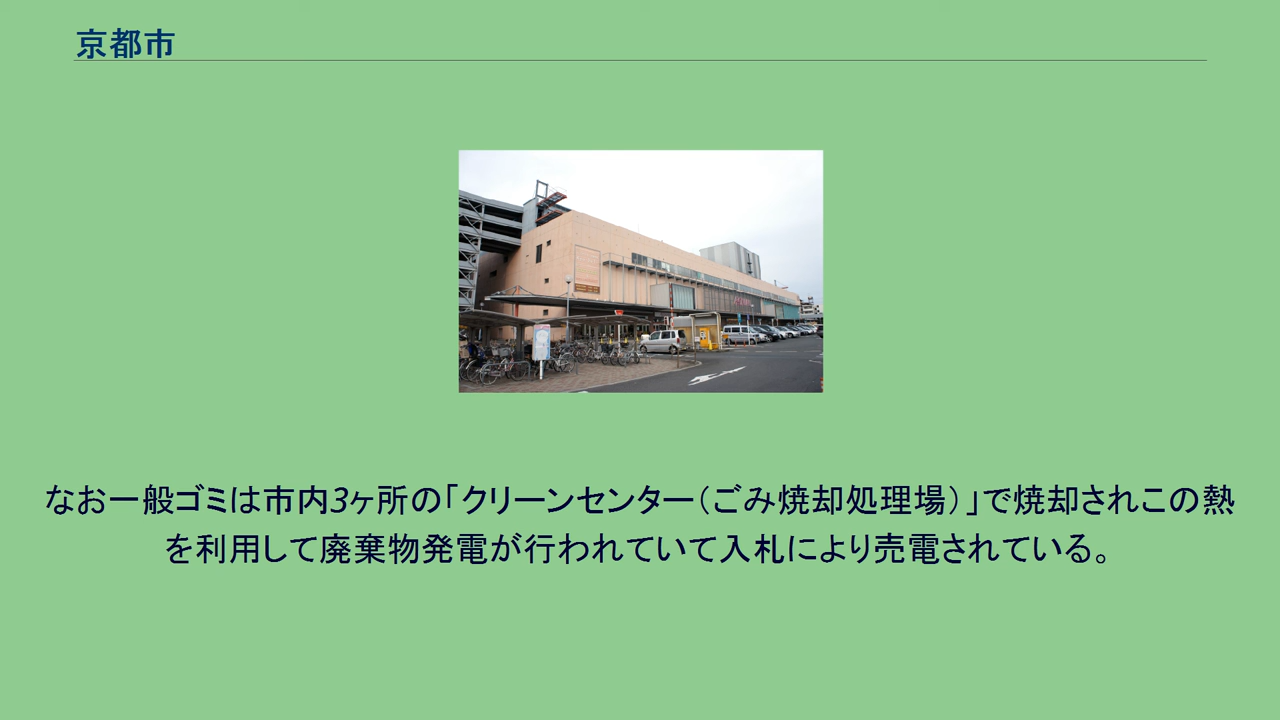 京都市
なお一般ゴミは市内3ヶ所の「クリーンセンター（ごみ焼却処理場）」で焼却されこの熱
を利用して廃棄物発電が行われていて入札により売電されている。